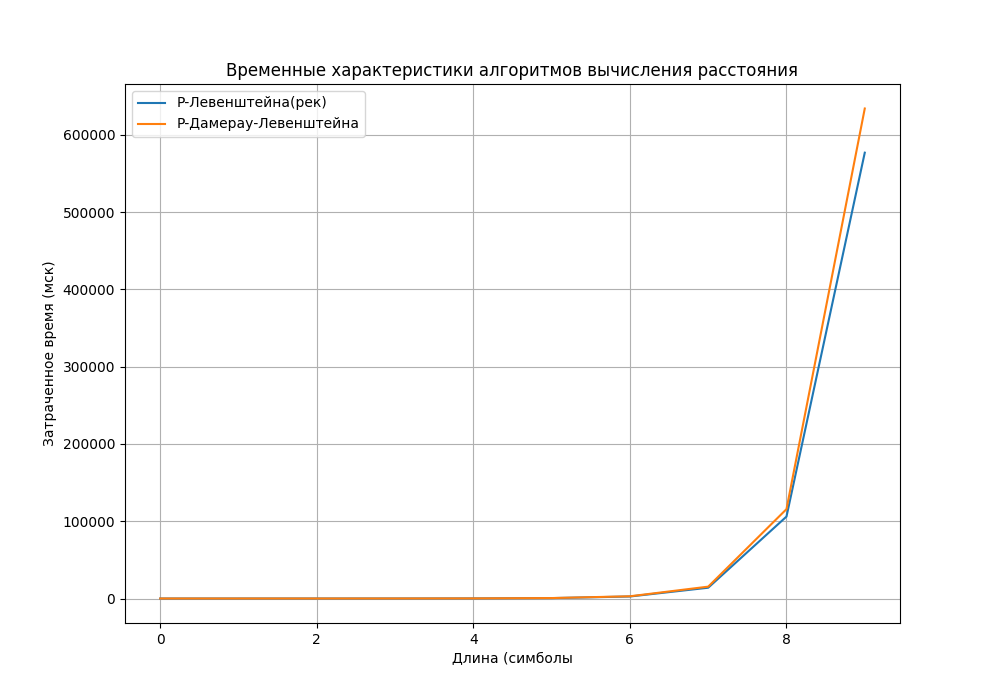 Временные характеристики алгоритмов вычисления расстояния
Р-Левенштейна(рек)
Р-Дамерау-Левенштейна
600000
500000
400000
300000
200000
100000
0
Затраченное время (мск)
0 2 4 6 8
Длина (симболы